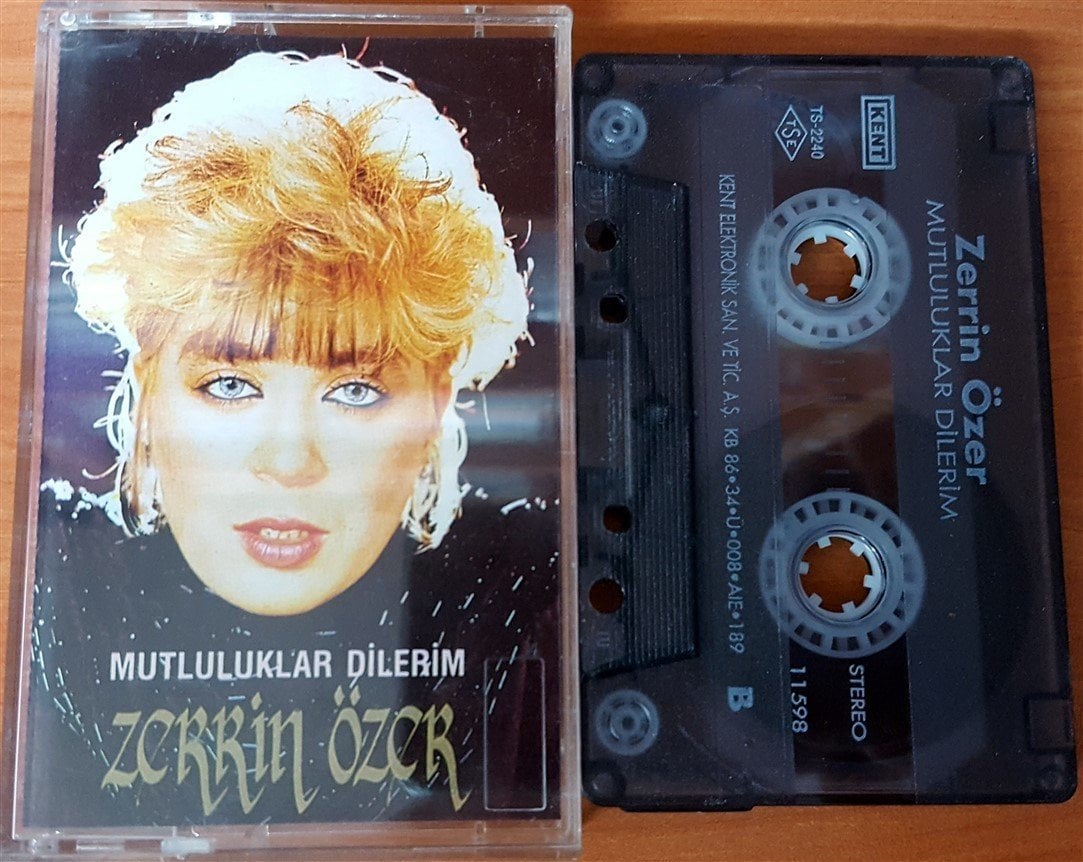 MUTLULUKLAR DİLERİM
ZERRİN ÖZER
Zerrin Özer
MUTLULUKLAR DİLERİM
KENT
TS-2240
TSE
STEREO
11598
KENT ELEKTRONİK SAN. VE TİC. A.Ş. KB 86•34•Ü•008•AİE•189
B